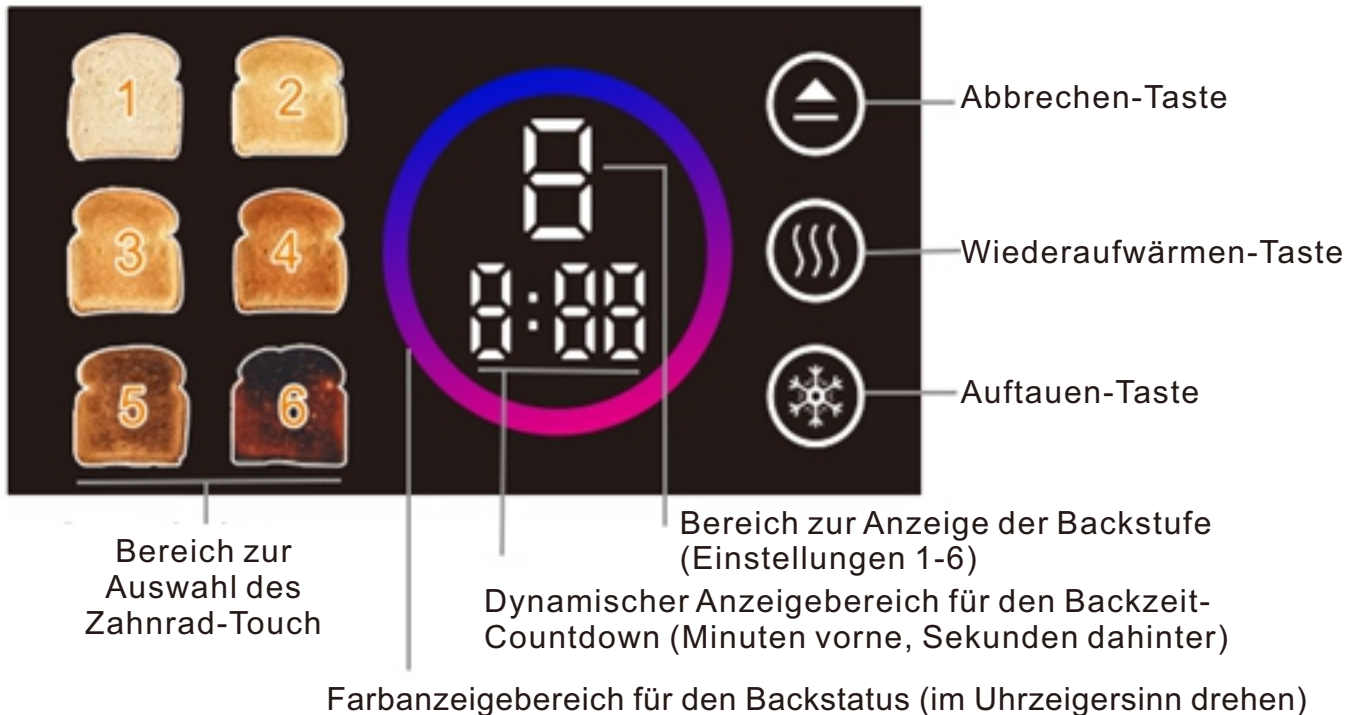 1 2
3 4
5 6
8
8:88
Abbrechen-Taste
Wiederaufwärmen-Taste
Auftauen-Taste
Bereich zur
Auswahl des
Zahnrad-Touch
Bereich zur Anzeige der Backstufe
(Einstellungen 1-6)
Dynamischer Anzeigebereich für den Backzeit-
Countdown (Minuten vorne, Sekunden dahinter)
Farbanzeigebereich für den Backstatus (im Uhrzeigersinn drehen)